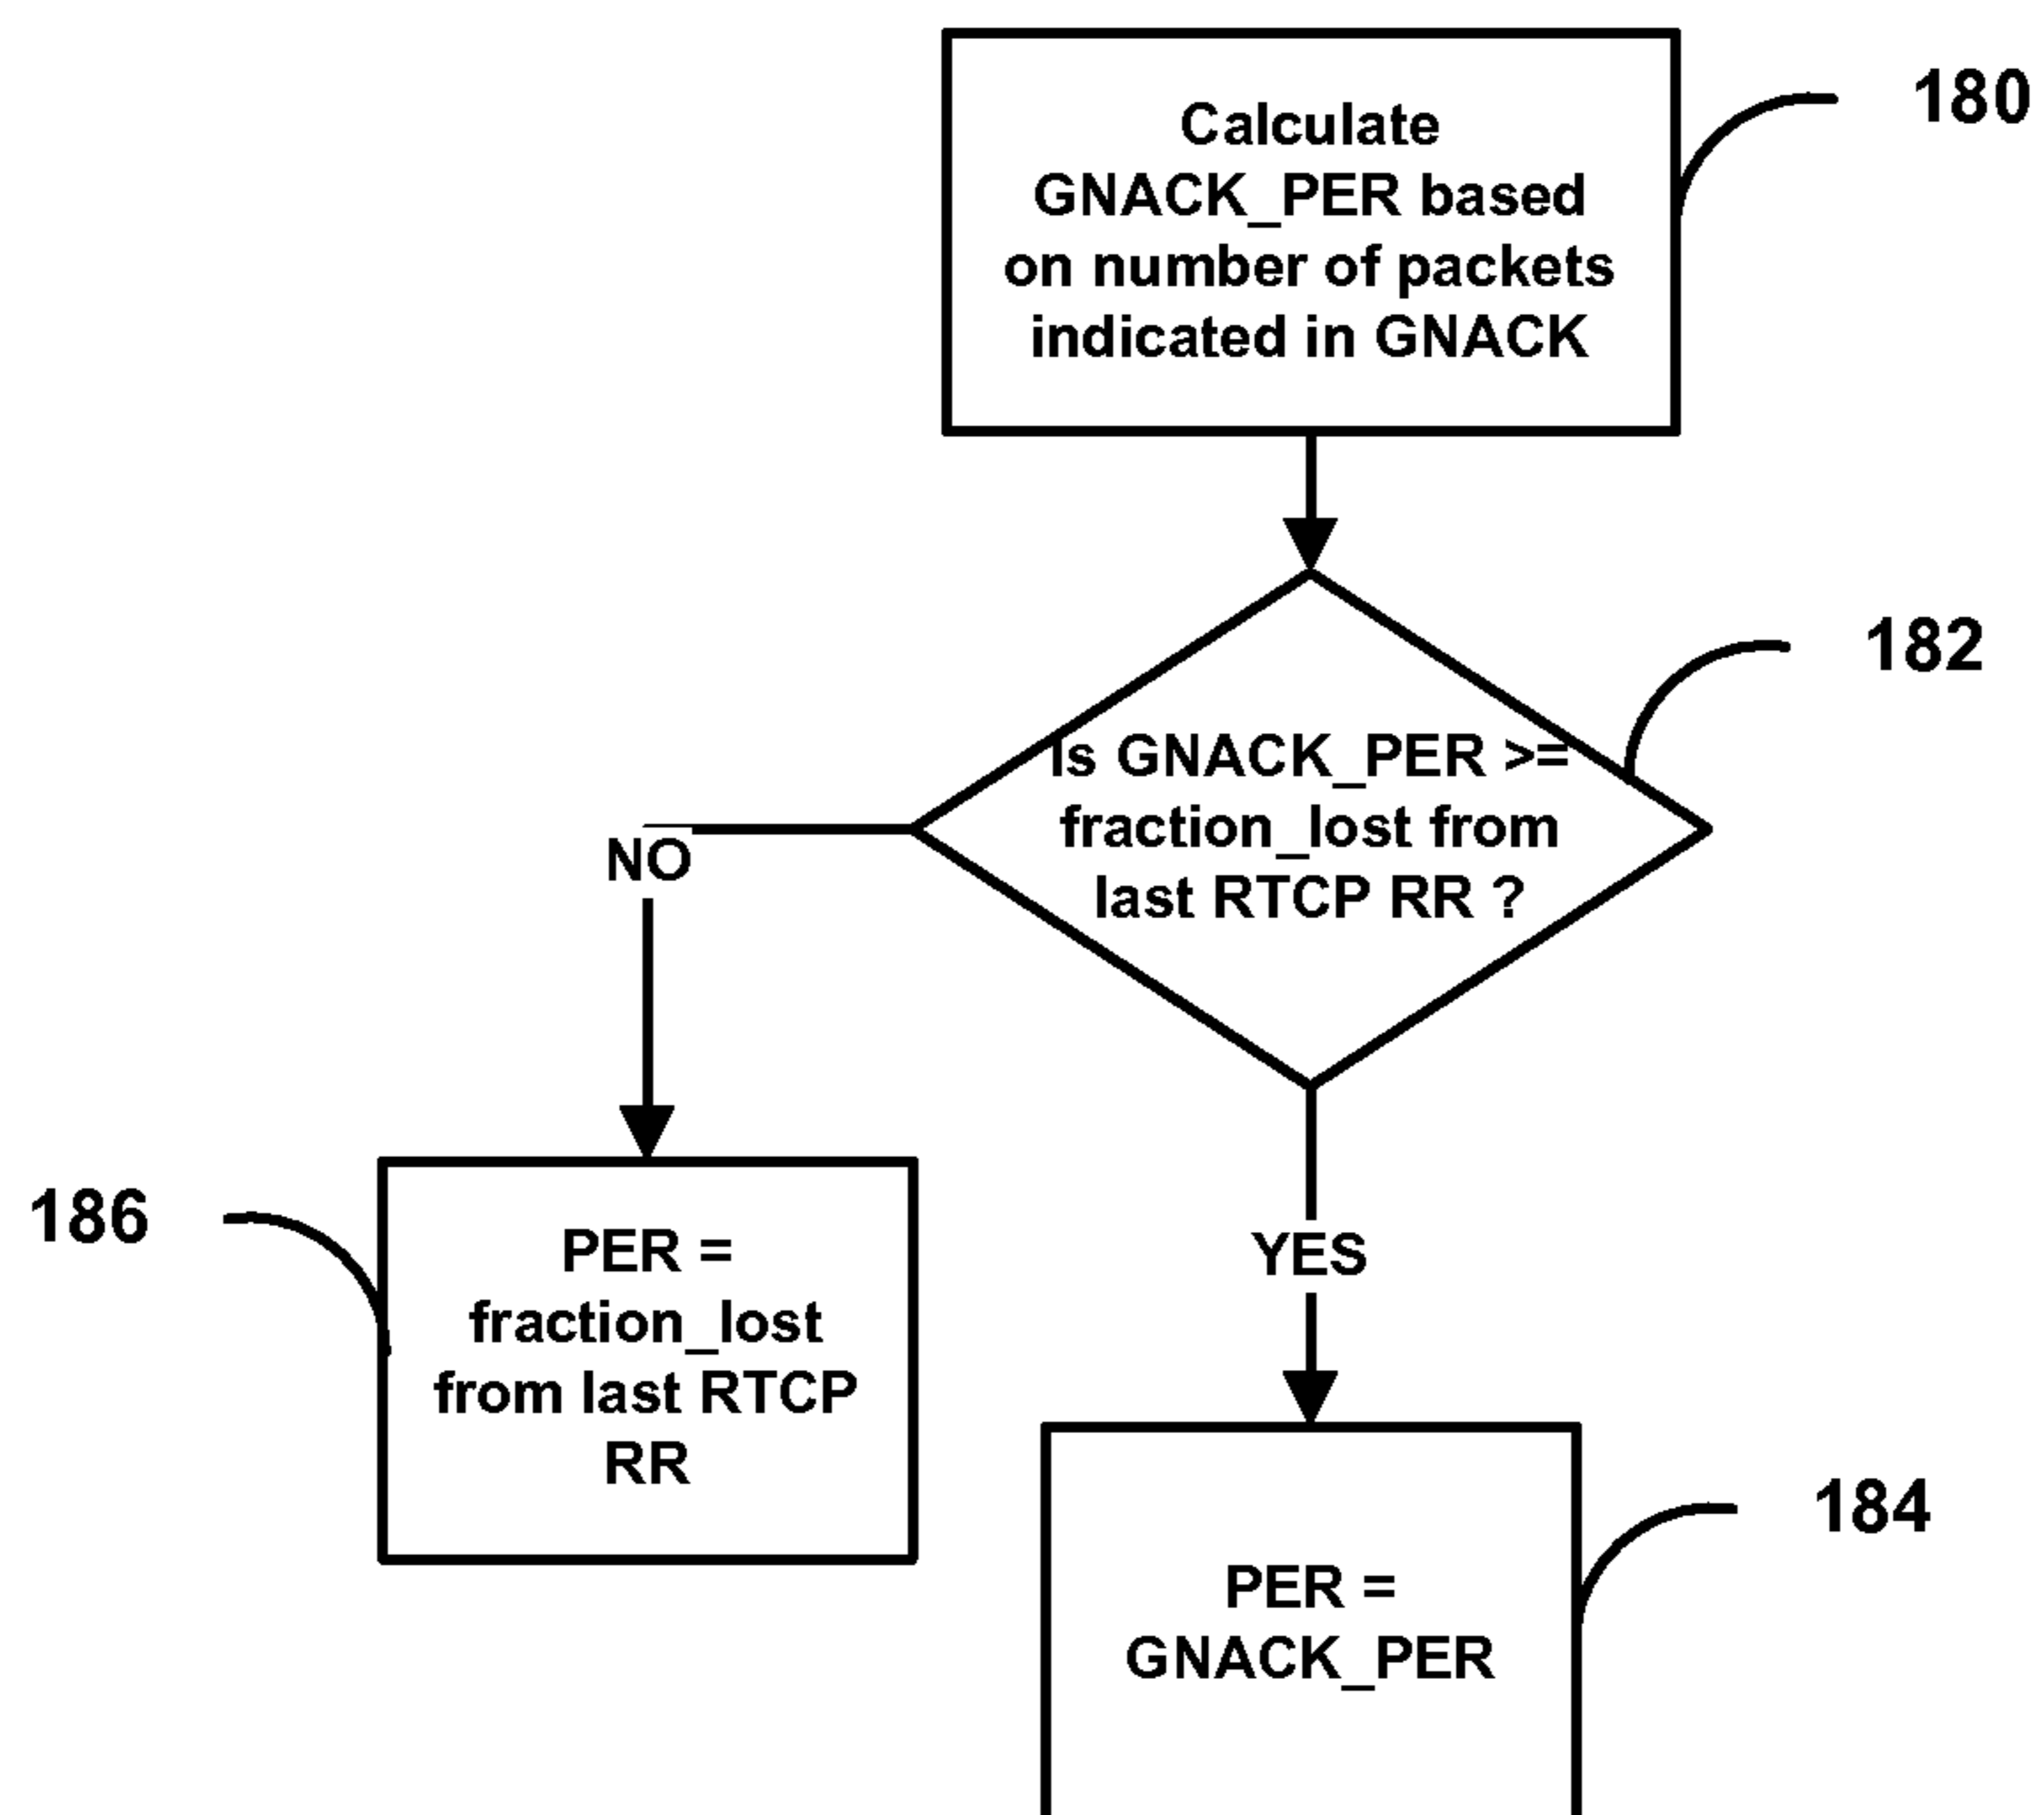 180
Calculate
GNACK_PER based
on number of packets
indicated in GNACK
182
Is GNACK_PER >=
fraction_lost from
last RTCP RR ?
NO
186
PER =
fraction_lost
from last RTCP
RR
YES
184
PER =
GNACK_PER